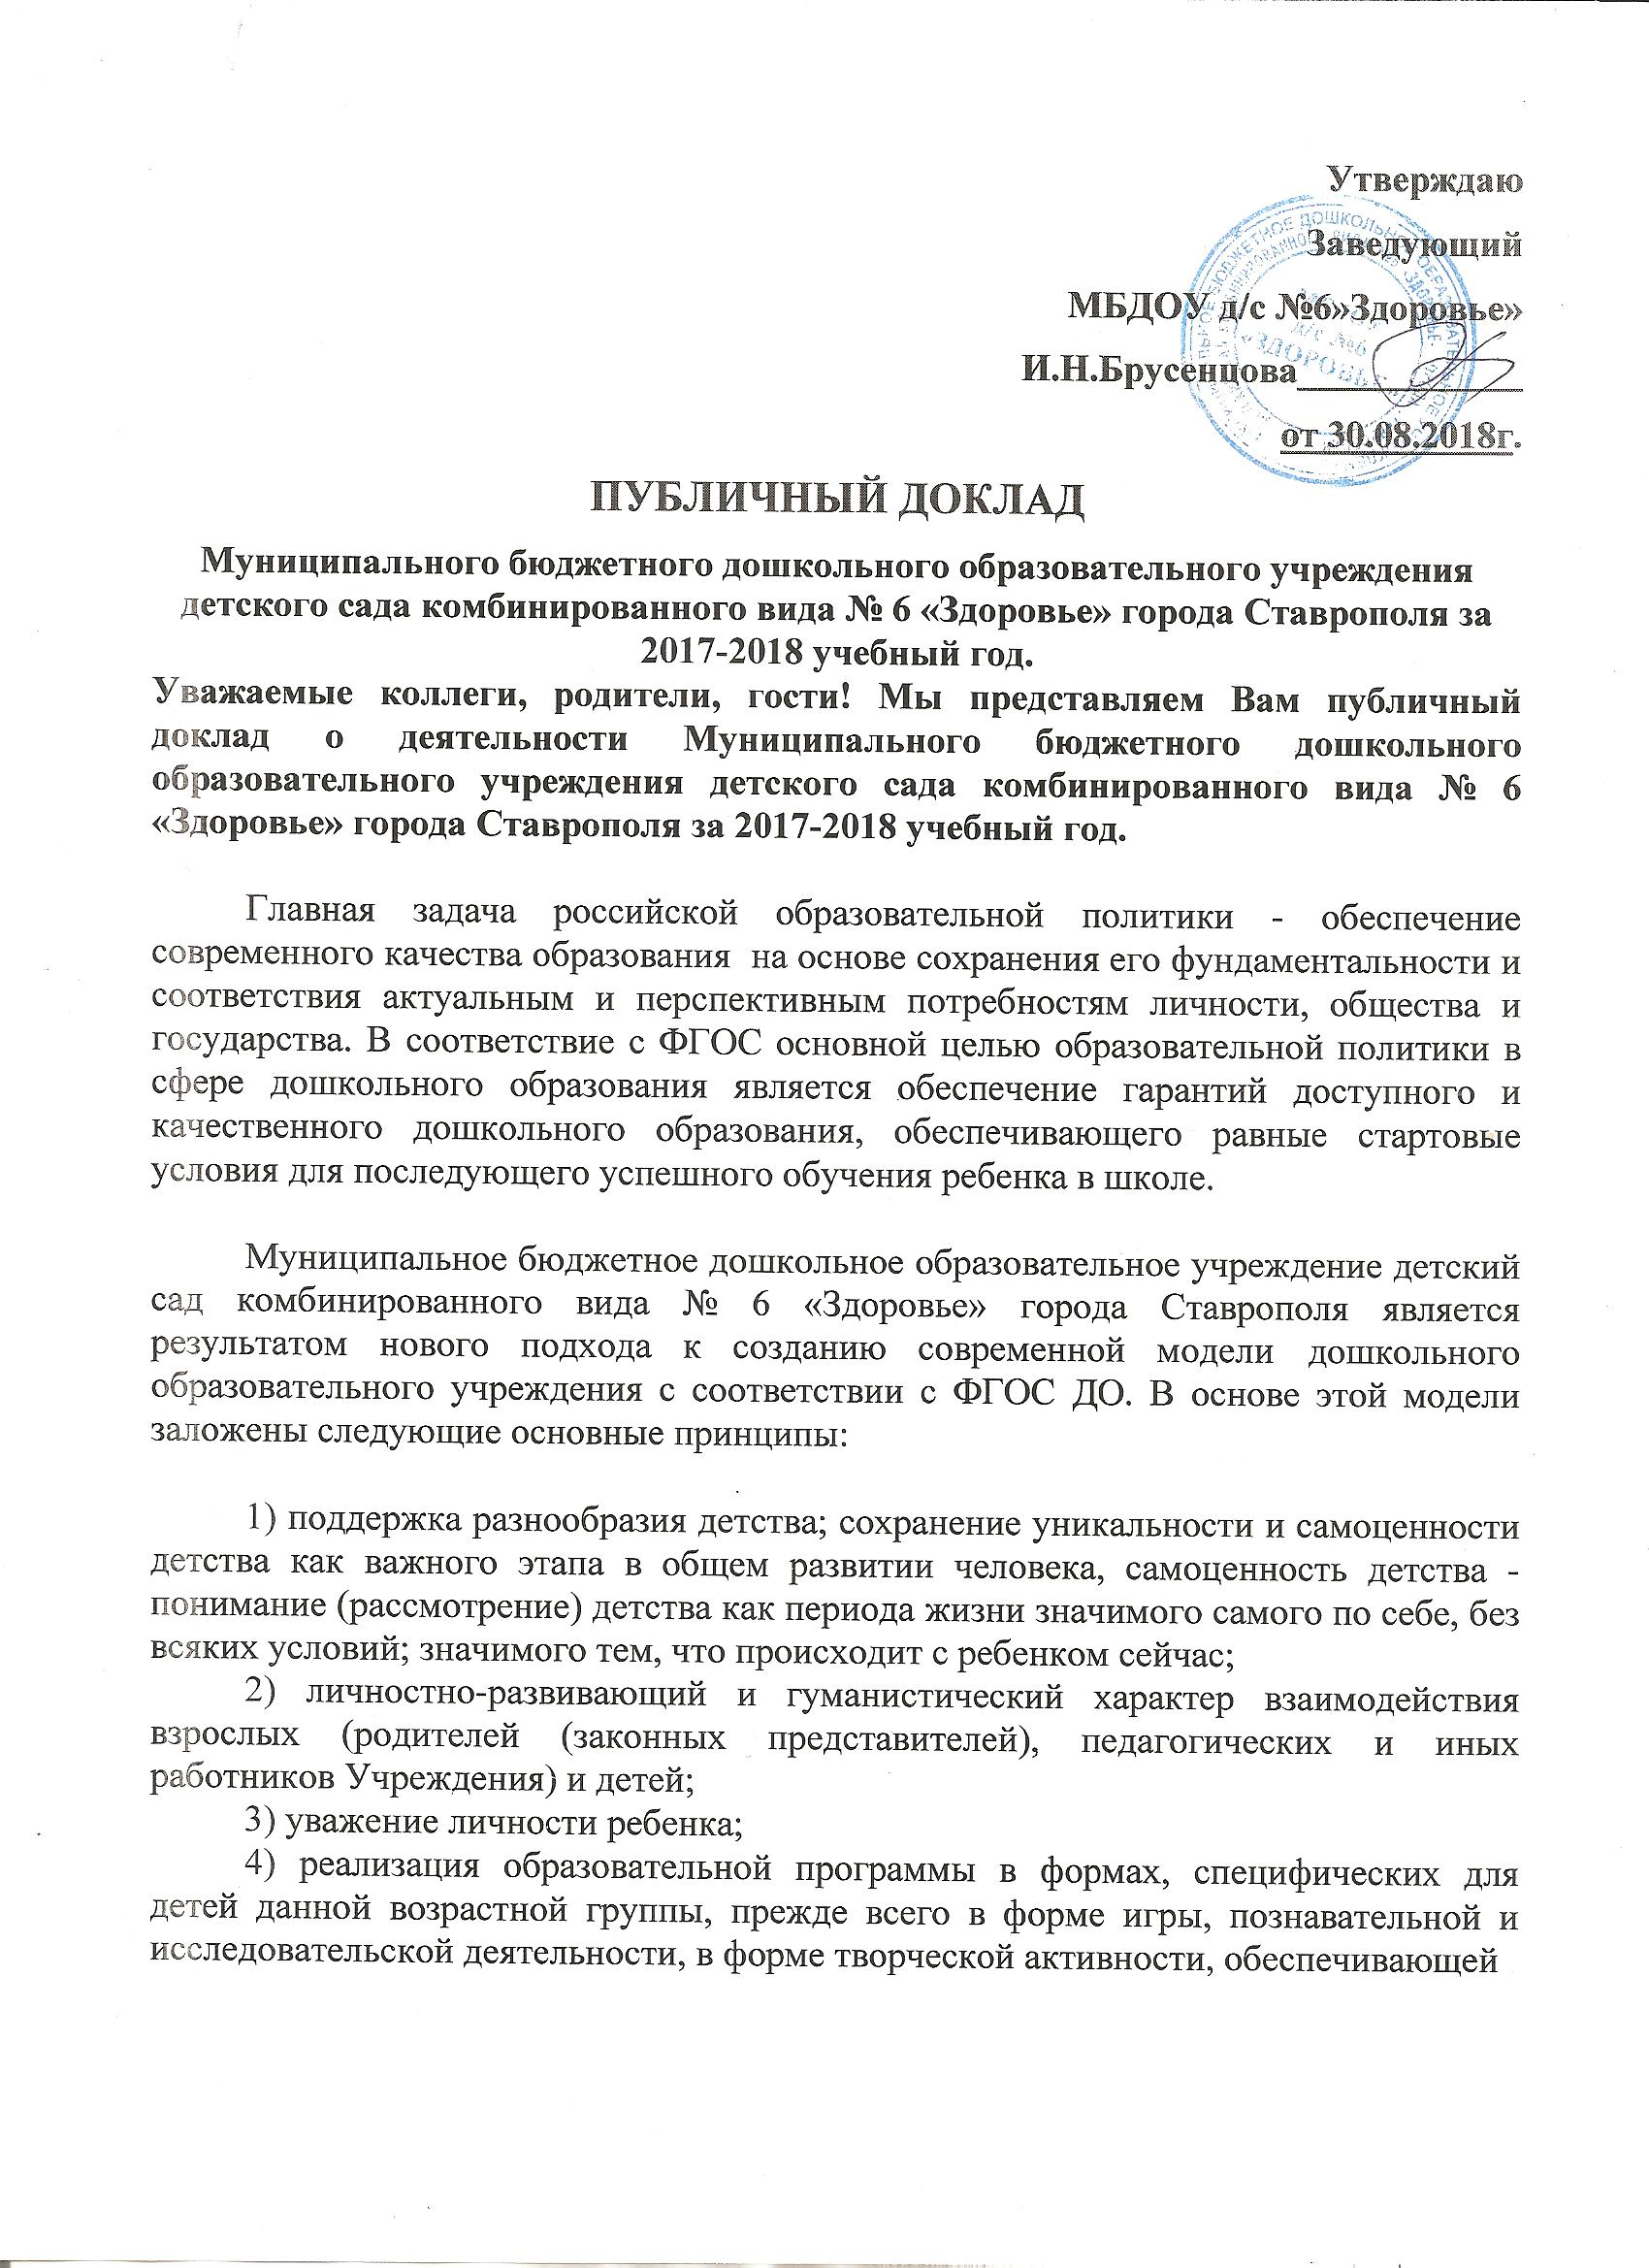 Утверждаю
Заведующий
МБДОУ д/с №6»Здоровье»
И.Н.Брусенцова____________
от 30.08.2018г.
д/с №6
«ЗДОРОВЬЕ»
ПУБЛИЧНЫЙ ДОКЛАД
Муниципального бюджетного дошкольного образовательного учреждения
детского сада комбинированного вида № 6 «Здоровье» города Ставрополя за
2017-2018 учебный год.
Уважаемые коллеги, родители, гости! Мы представляем Вам публичный
доклад о деятельности Муниципального бюджетного дошкольного
образовательного учреждения детского сада комбинированного вида № 6
«Здоровье» города Ставрополя за 2017-2018 учебный год.
Главная задача российской образовательной политики - обеспечение
современного качества образования на основе сохранения его фундаментальности и
соответствия актуальным и перспективным потребностям личности, общества и
государства. В соответствие с ФГОС основной целью образовательной политики в
сфере дошкольного образования является обеспечение гарантий доступного и
качественного дошкольного образования, обеспечивающего равные стартовые
условия для последующего успешного обучения ребенка в школе.
Муниципальное бюджетное дошкольное образовательное учреждение детский
сад комбинированного вида № 6 «Здоровье» города Ставрополя является
результатом нового подхода к созданию современной модели дошкольного
образовательного учреждения с соответствии с ФГОС ДО. В основе этой модели
заложены следующие основные принципы:
1) поддержка разнообразия детства; сохранение уникальности и самоценности
детства как важного этапа в общем развитии человека, самоценность детства -
понимание (рассмотрение) детства как периода жизни значимого самого по себе, без
всяких условий; значимого тем, что происходит с ребенком сейчас;
2) личностно-развивающий и гуманистический характер взаимодействия
взрослых (родителей (законных представителей), педагогических и иных
работников Учреждения) и детей;
3) уважение личности ребенка;
4) реализация образовательной программы в формах, специфических для
детей данной возрастной группы, прежде всего в форме игры, познавательной и
исследовательской деятельности, в форме творческой активности, обеспечивающей